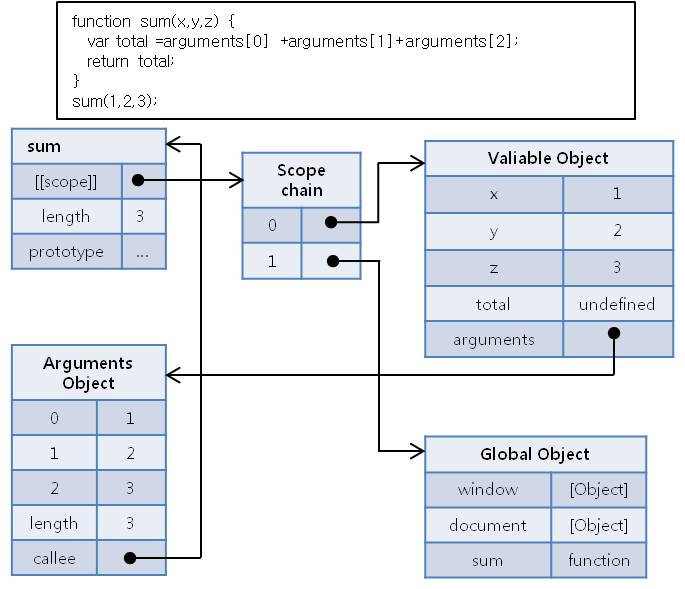 function sum(x,y,z) {
var total =arguments[0] +arguments[1]+arguments[2];
return total;
}
sum(1,2,3);
sum
[[scope]]
length 3
prototype ...
Scope
chain
0
1
Valiable Object
x 1
y 2
z 3
total undefined
arguments
Arguments
Object
0 1
1 2
2 3
length 3
callee
Global Object
window [Object]
document [Object]
sum function